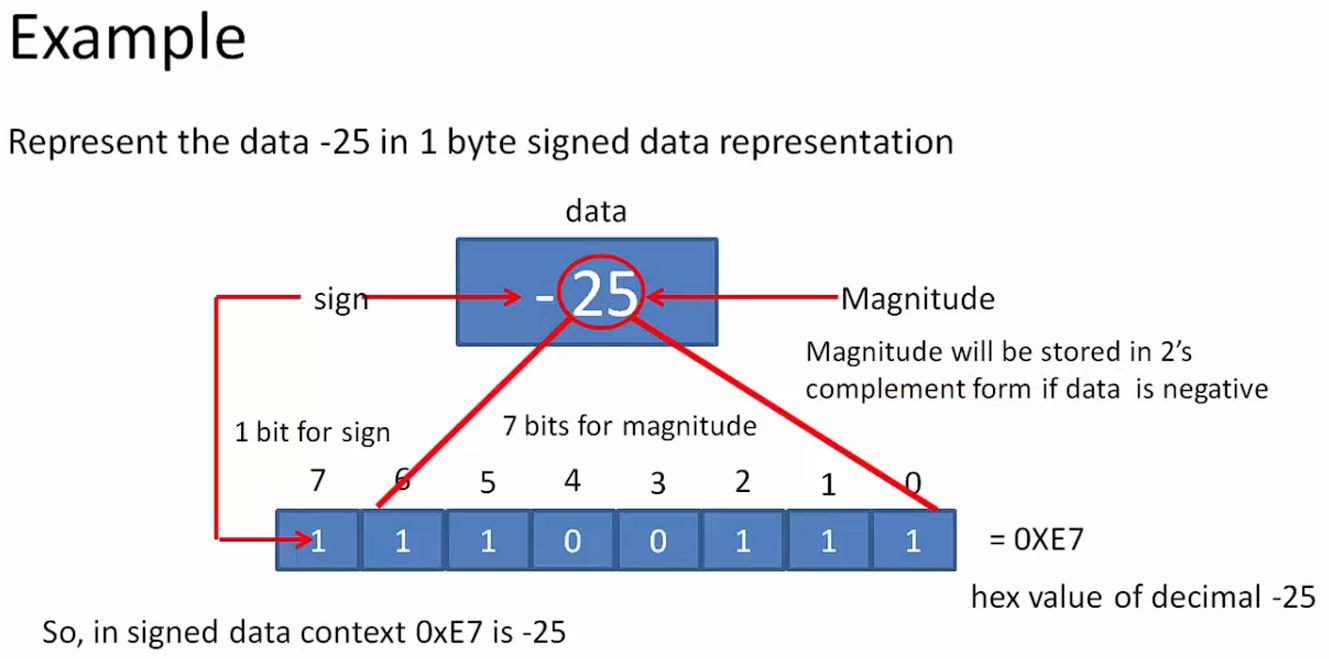 Example
Represent the data -25 in 1 byte signed data representation
data
sign
- 25
Magnitude
Magnitude will be stored in 2's
complement form if data is negative
1 bit for sign
7 bits for magnitude
7 6 5 4 3 2 1 0
1 1 1 0 0 1 1 1 = 0XE7
hex value of decimal -25
So, in signed data context 0xE7 is -25